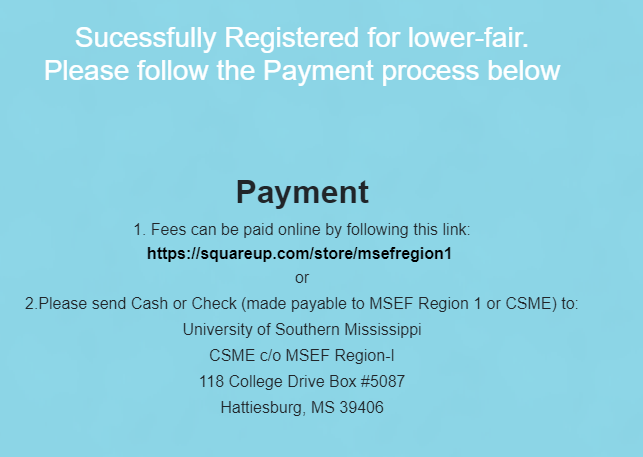 Sucessfully Registered for lower-fair.
Please follow the Payment process below
Payment
1. Fees can be paid online by following this link:
https://squareup.com/store/msefregion1
or
2.Please send Cash or Check (made payable to MSEF Region 1 or CSME) to:
University of Southern Mississippi
CSME c/o MSEF Region-I
118 College Drive Box #5087
Hattiesburg, MS 39406